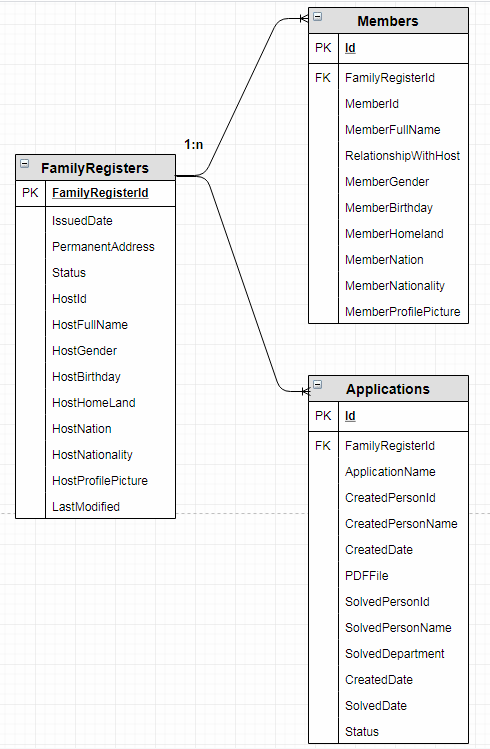 Members
PK Id
FK FamilyRegisterId
MemberId
MemberFullName
RelationshipWithHost
MemberGender
MemberBirthday
MemberHomeland
MemberNation
MemberNationality
MemberProfilePicture
1:n
FamilyRegisters
PK FamilyRegisterId
IssuedDate
PermanentAddress
Status
HostId
HostFullName
HostGender
HostBirthday
HostHomeLand
HostNation
HostNationality
HostProfilePicture
LastModified
Applications
PK Id
FK FamilyRegisterId
ApplicationName
CreatedPersonId
CreatedPersonName
CreatedDate
PDFFile
SolvedPersonId
SolvedPersonName
SolvedDepartment
CreatedDate
SolvedDate
Status